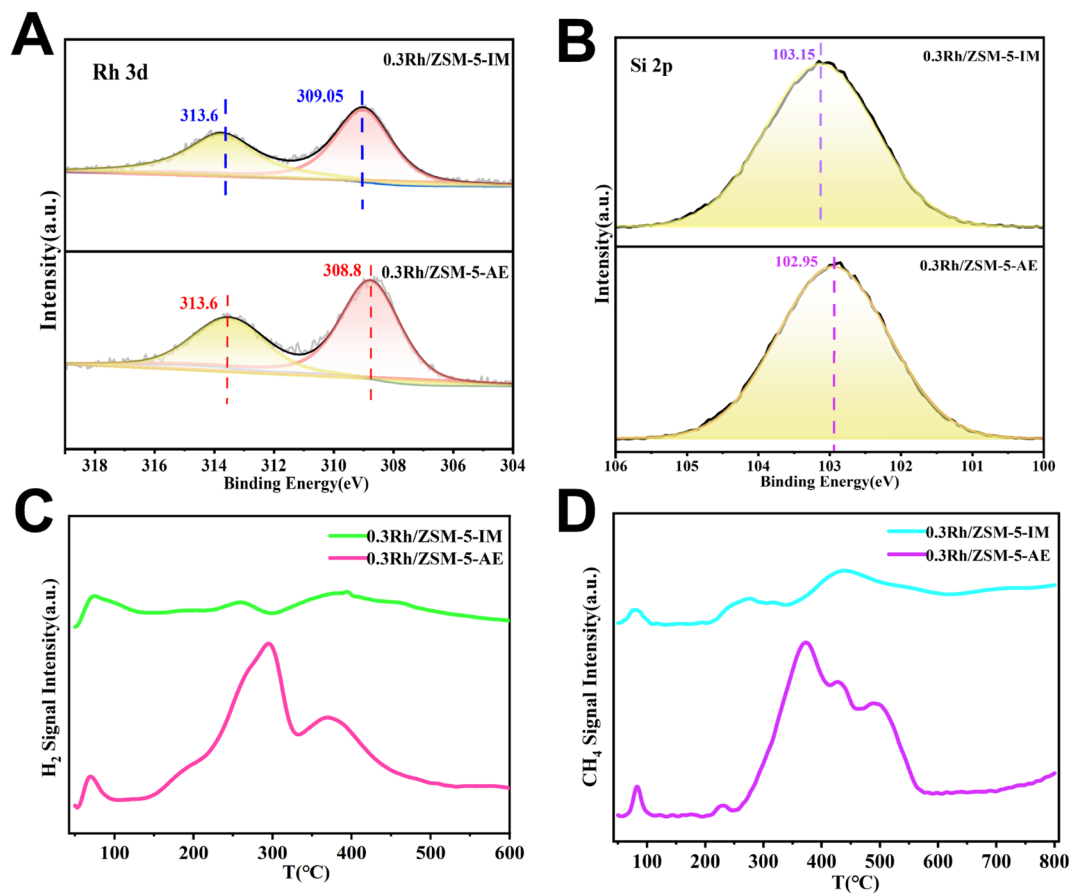 A
Rh 3d
0.3Rh/ZSM-5-IM
313.6
309.05
0.3Rh/ZSM-5-AE
313.6
308.8
Intensity(a.u.)
318 316 314 312 310 308 306 304
Binding Energy(eV)
B
Si 2p
103.15
0.3Rh/ZSM-5-IM
102.95
0.3Rh/ZSM-5-AE
Intensity(a.u.)
106 105 104 103 102 101 100
Binding Energy(eV)
C
0.3Rh/ZSM-5-IM
0.3Rh/ZSM-5-AE
H₂ Signal Intensity(a.u.)
100 200 300 400 500 600
T(°C)
D
0.3Rh/ZSM-5-IM
0.3Rh/ZSM-5-AE
CH₄ Signal Intensity(a.u.)
100 200 300 400 500 600 700 800
T(°C)